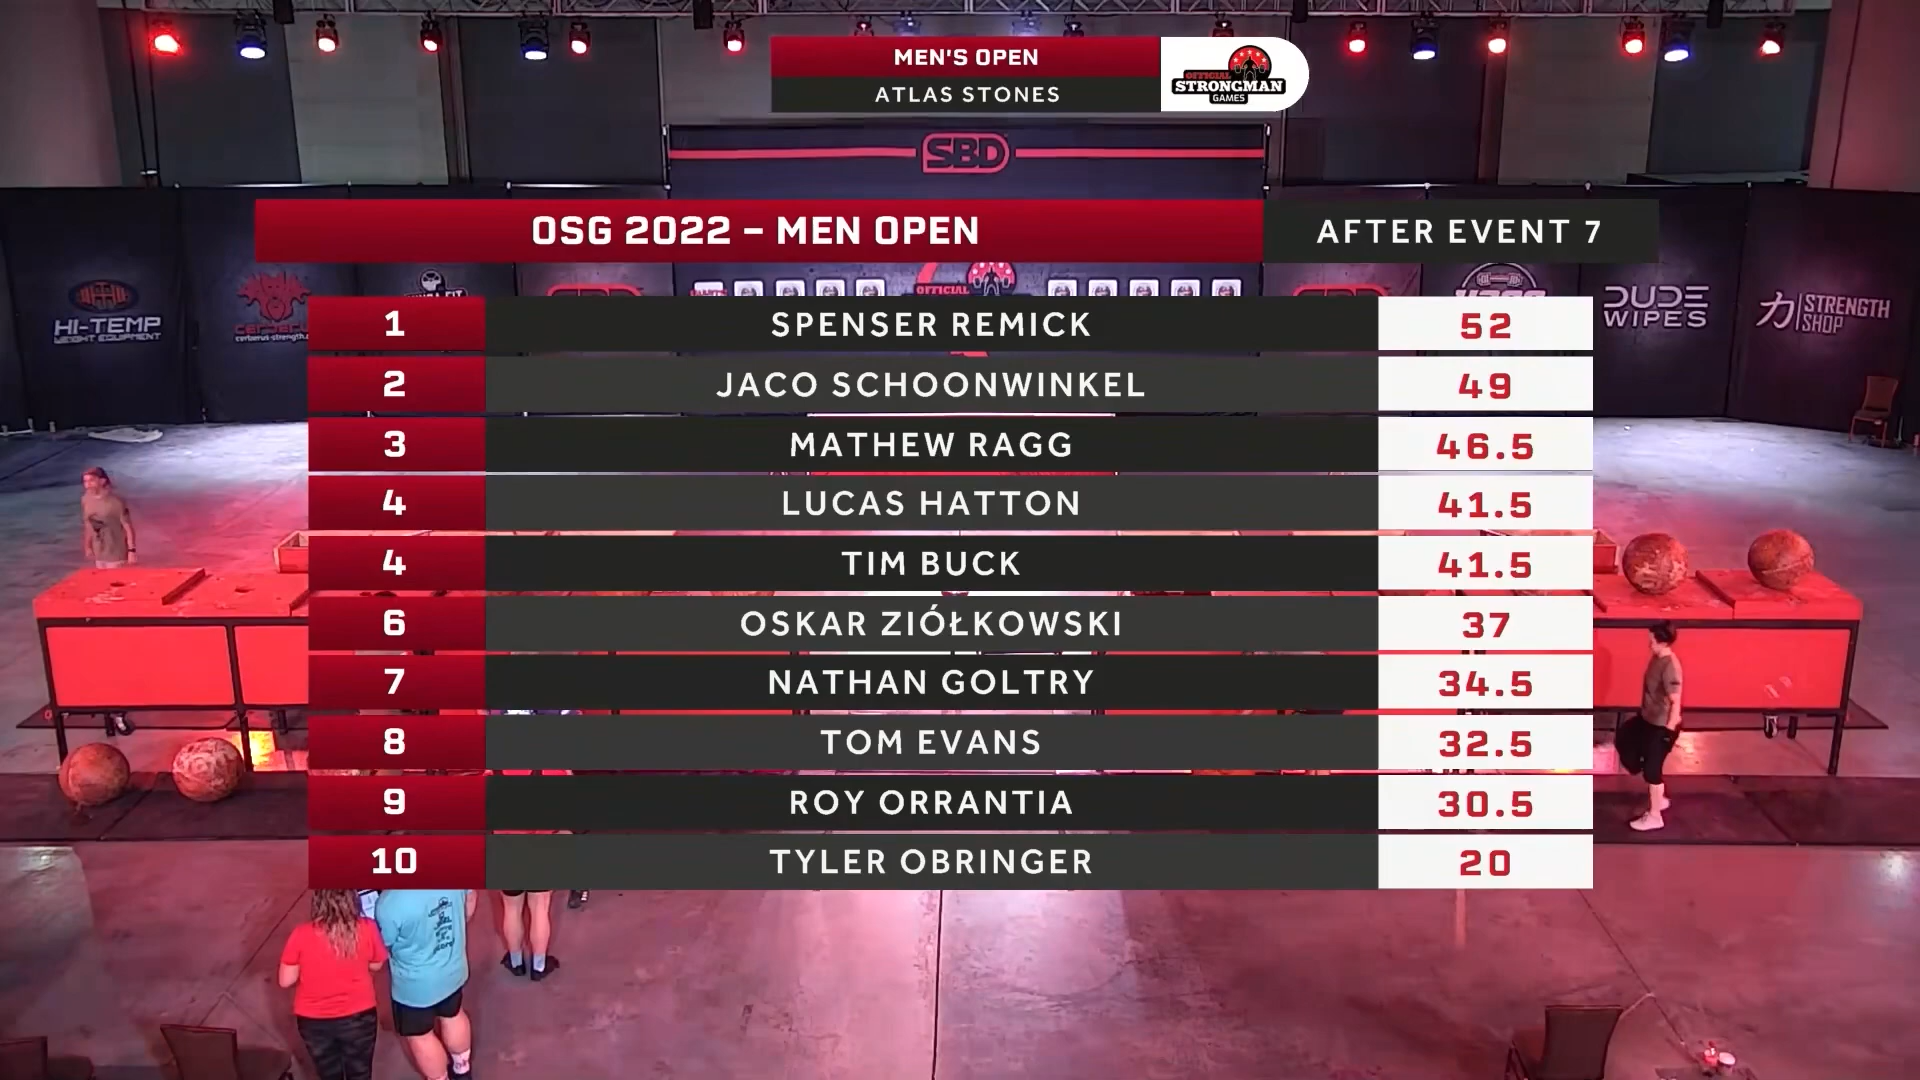 MEN'S OPEN
ATLAS STONES
OFFICIAL
STRONGMAN
GAMES
SBD
OSG 2022 – MEN OPEN
AFTER EVENT 7
HI-TEMP
WEIGHT EQUIPMENT
OFFICIAL
DUDE
WIPES
力 STRENGTH
SHOP
1 SPENSER REMICK 52
2 JACO SCHOONWINKEL 49
3 MATHEW RAGG 46.5
4 LUCAS HATTON 41.5
4 TIM BUCK 41.5
6 OSKAR ZIÓŁKOWSKI 37
7 NATHAN GOLTRY 34.5
8 TOM EVANS 32.5
9 ROY ORRANTIA 30.5
10 TYLER OBRINGER 20